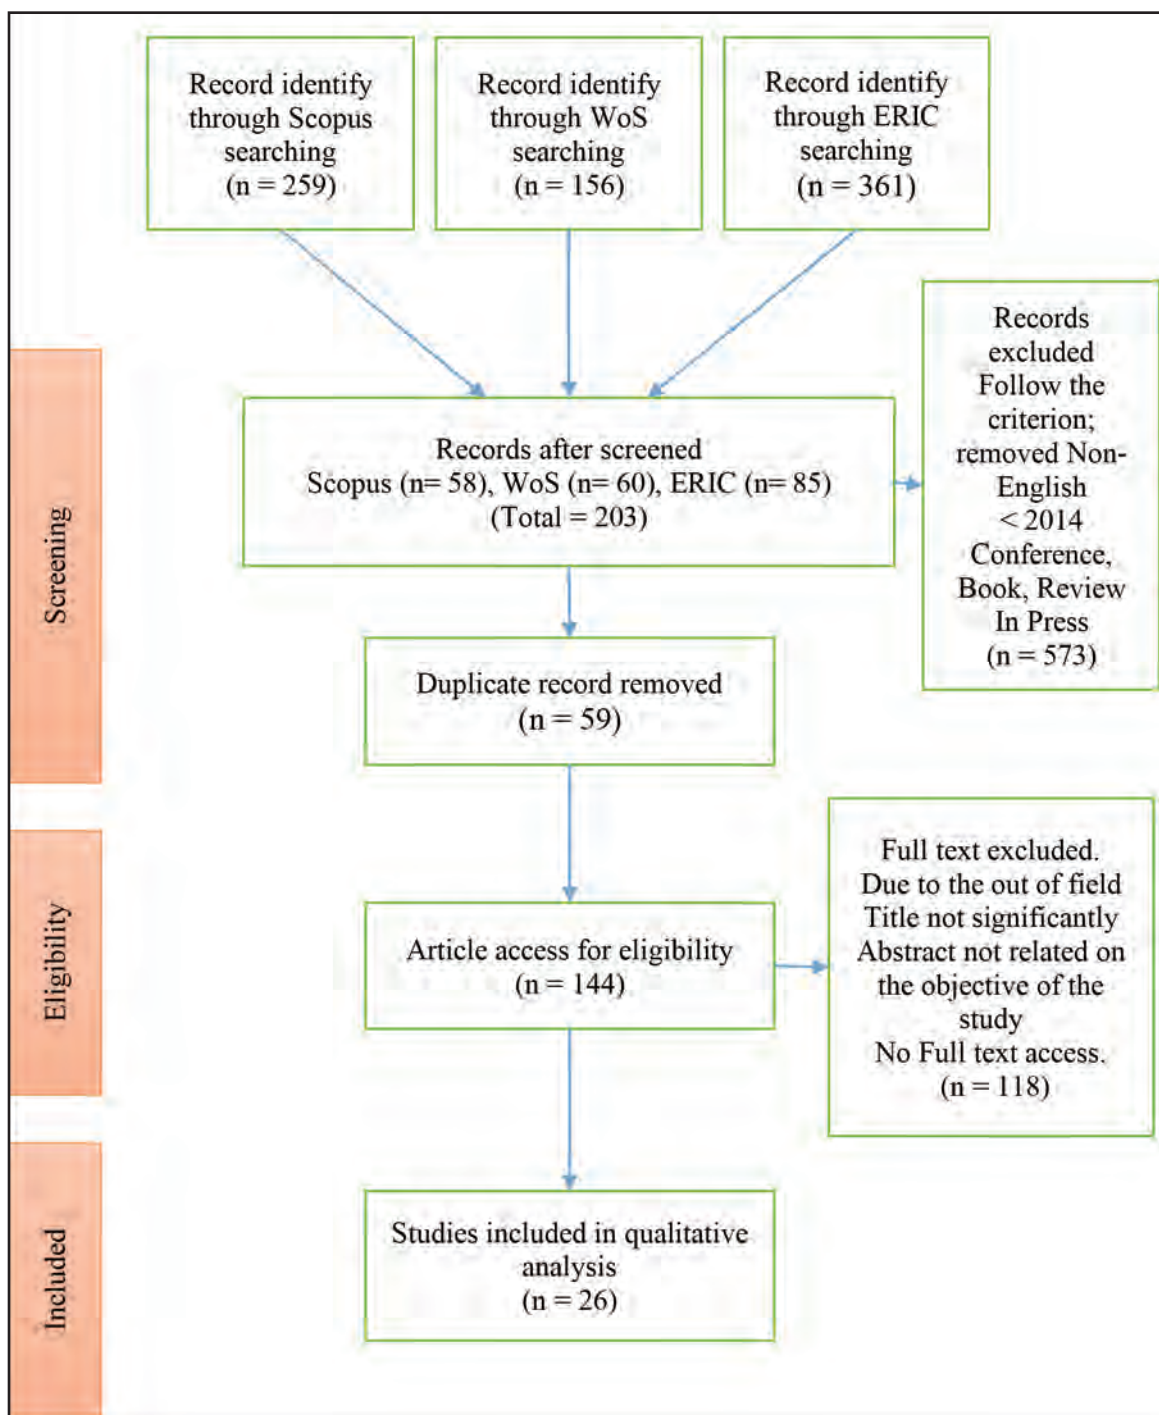 Record identify
through Scopus
searching
(n = 259)
Record identify
through WoS
searching
(n = 156)
Record identify
through ERIC
searching
(n = 361)
Records
excluded
Follow the
criterion;
removed Non-
English
< 2014
Conference,
Book, Review
In Press
(n = 573)
Screening
Records after screened
Scopus (n= 58), WoS (n= 60), ERIC (n= 85)
(Total = 203)
Duplicate record removed
(n = 59)
Eligibility
Article access for eligibility
(n = 144)
Full text excluded.
Due to the out of field
Title not significantly
Abstract not related on
the objective of the
study
No Full text access.
(n = 118)
Included
Studies included in qualitative
analysis
(n = 26)